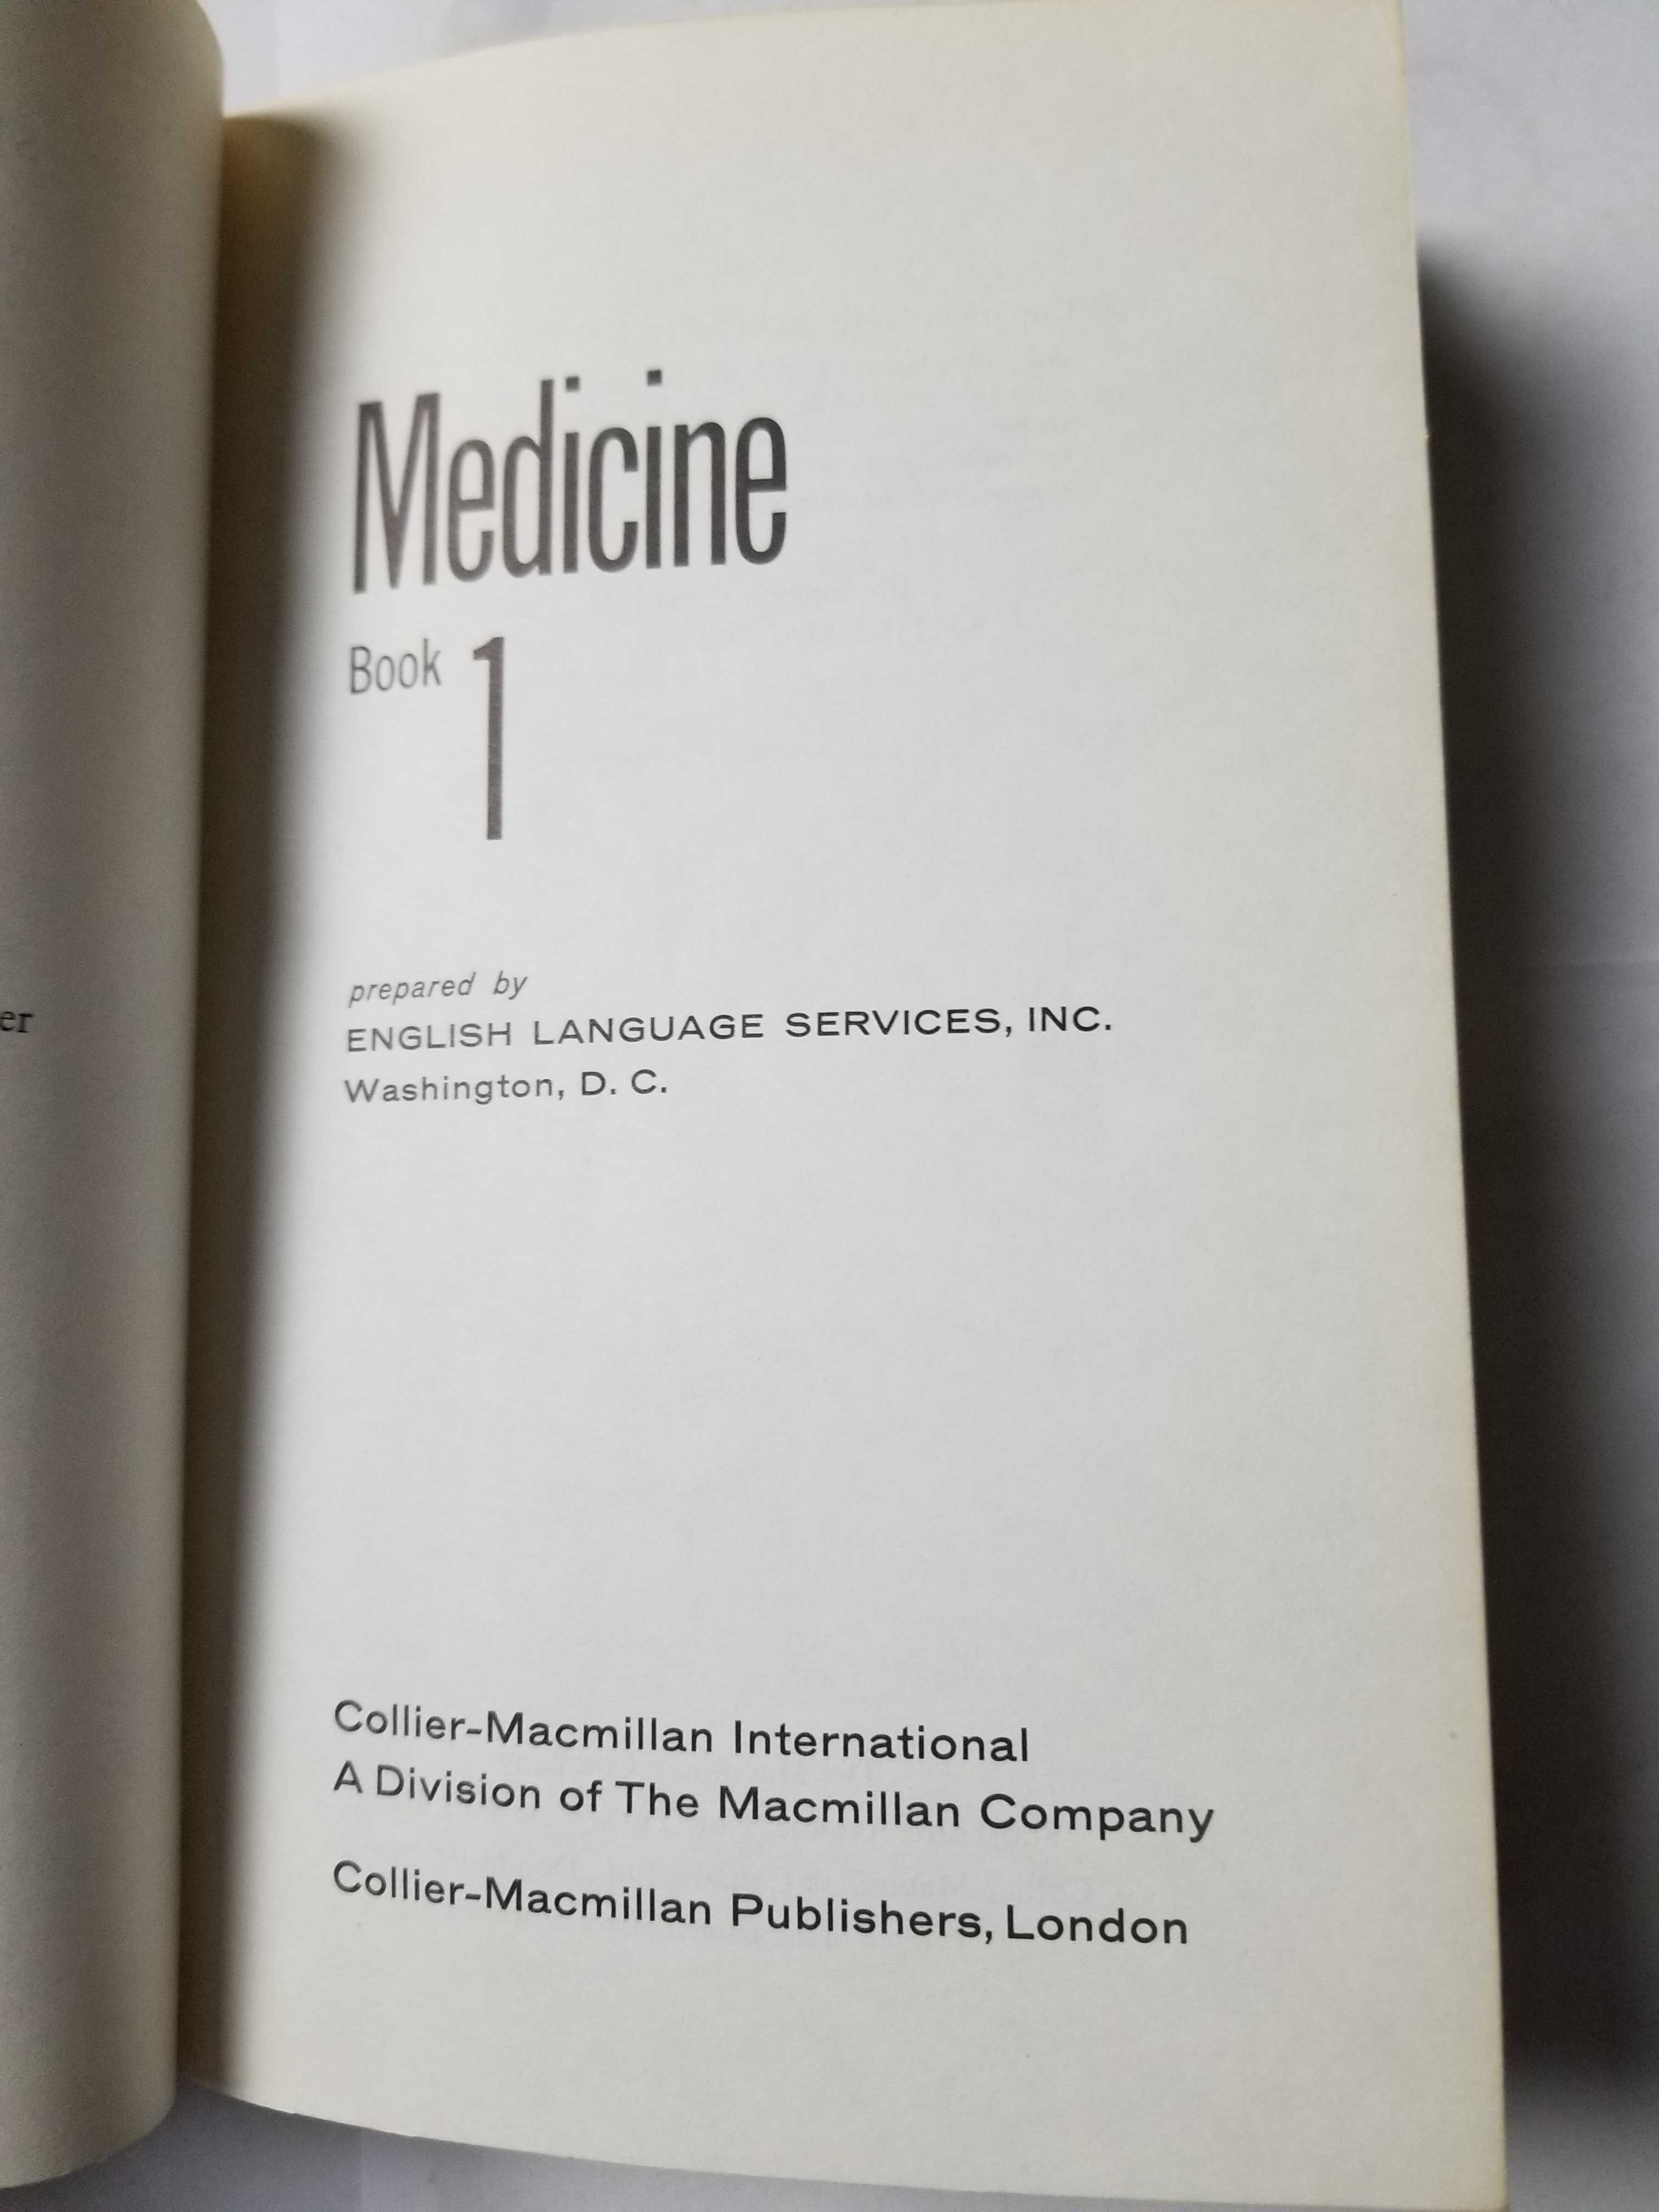 Medicine
Book 1
prepared by
ENGLISH LANGUAGE SERVICES, INC.
Washington, D. C.
Collier-Macmillan International
A Division of The Macmillan Company
Collier-Macmillan Publishers, London